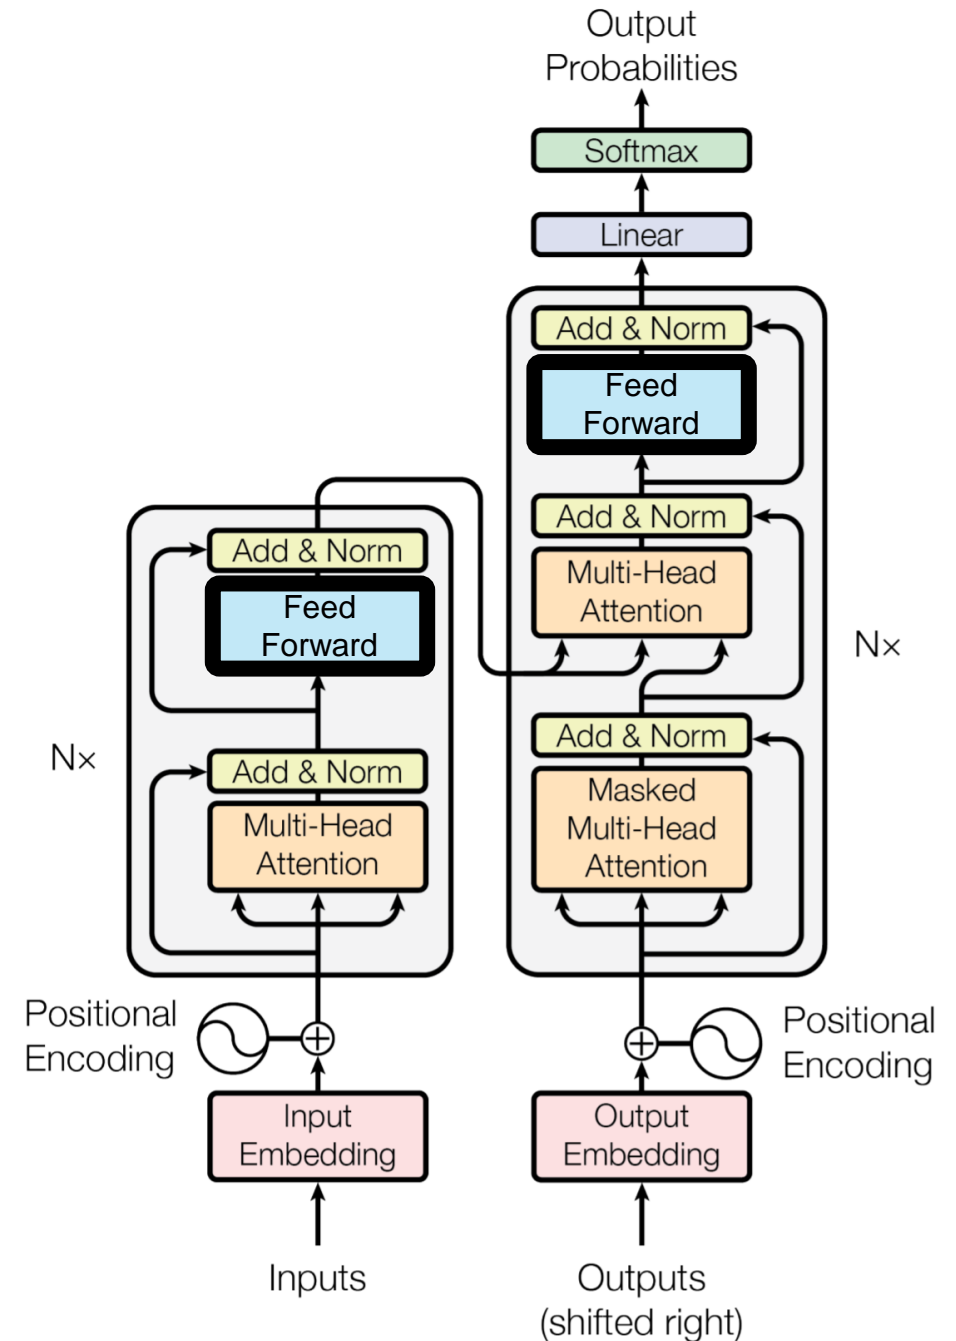 Output
Probabilities
Softmax
Linear
Add & Norm
Feed
Forward
Add & Norm
Multi-Head
Attention
N×
Add & Norm
Masked
Multi-Head
Attention
Add & Norm
Feed
Forward
N×
Add & Norm
Multi-Head
Attention
Positional
Encoding
Positional
Encoding
Input
Embedding
Output
Embedding
Inputs
Outputs
(shifted right)